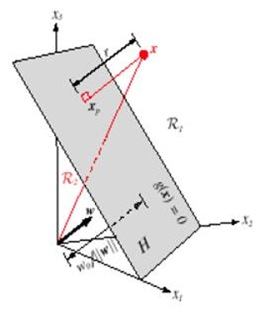 x₃
r
x
xₚ
R₁
R₂
g(x) = 0
w
x₂
w₀/||w||
H
x₁